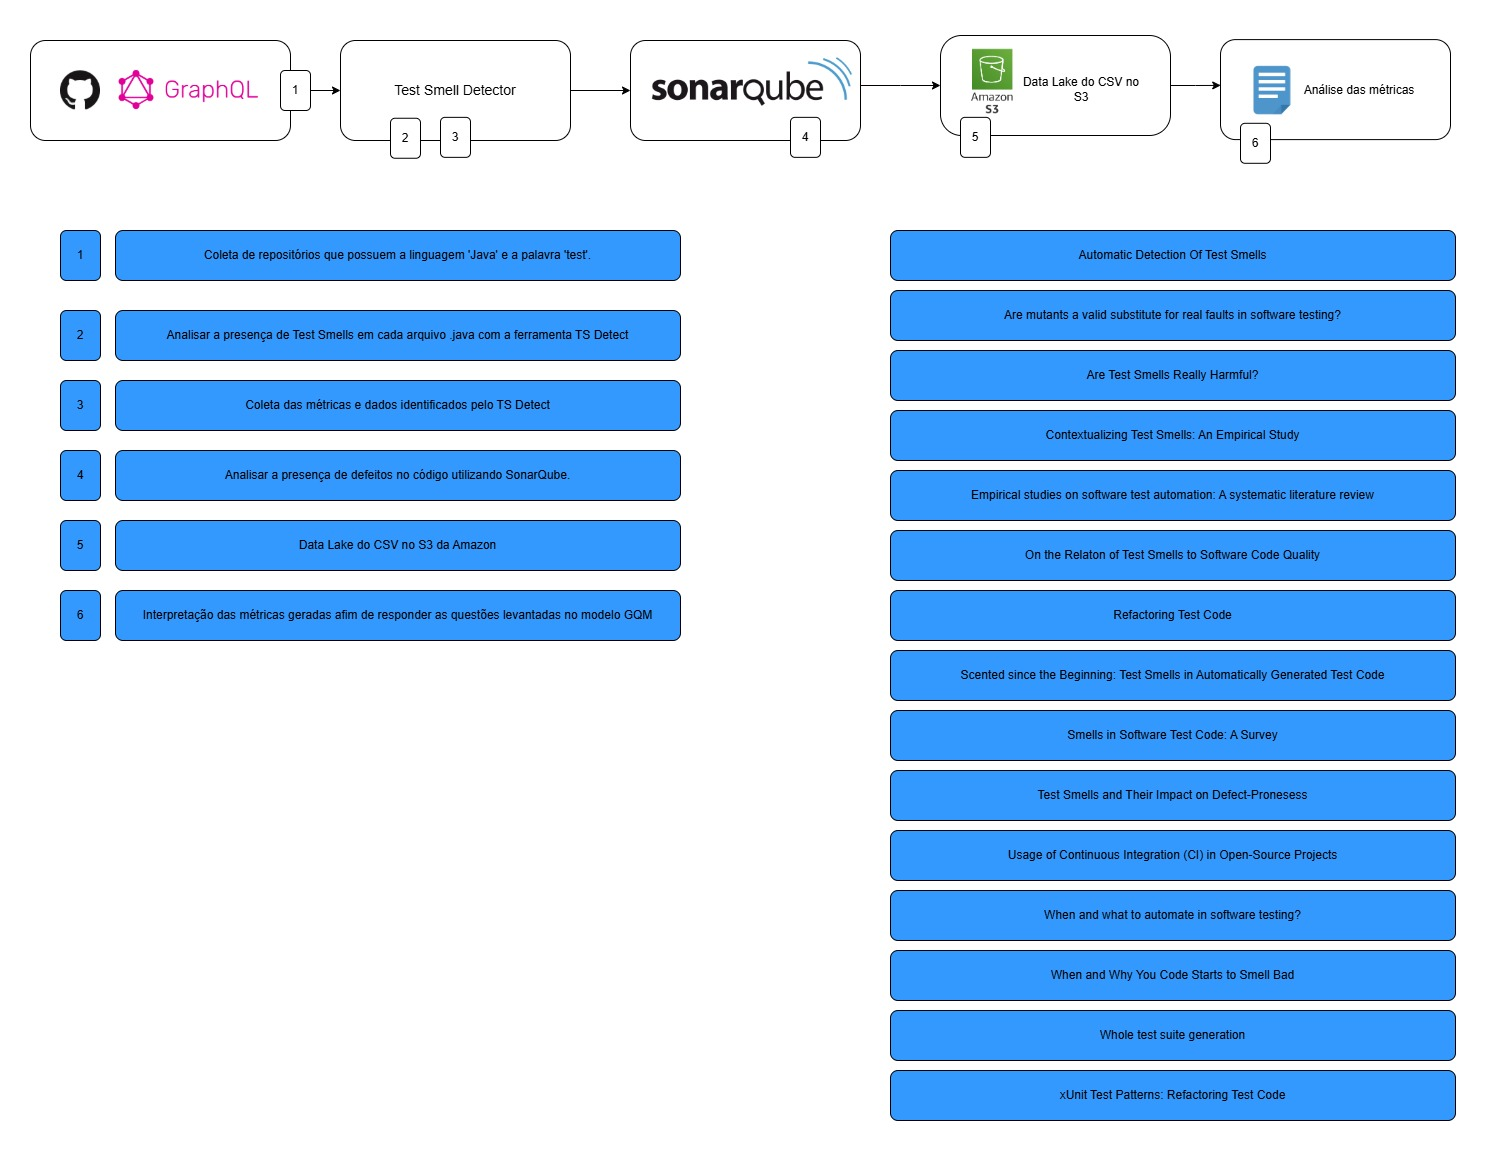 GraphQL
1
Test Smell Detector
2
3
sonarqube
4
Amazon
S3
Data Lake do CSV no
S3
5
Análise das métricas
6
1
Coleta de repositórios que possuem a linguagem 'Java' e a palavra 'test'.
2
Analisar a presença de Test Smells em cada arquivo .java com a ferramenta TS Detect
3
Coleta das métricas e dados identificados pelo TS Detect
4
Analisar a presença de defeitos no código utilizando SonarQube.
5
Data Lake do CSV no S3 da Amazon
6
Interpretação das métricas geradas afim de responder as questões levantadas no modelo GQM
Automatic Detection Of Test Smells
Are mutants a valid substitute for real faults in software testing?
Are Test Smells Really Harmful?
Contextualizing Test Smells: An Empirical Study
Empirical studies on software test automation: A systematic literature review
On the Relaton of Test Smells to Software Code Quality
Refactoring Test Code
Scented since the Beginning: Test Smells in Automatically Generated Test Code
Smells in Software Test Code: A Survey
Test Smells and Their Impact on Defect-Pronesess
Usage of Continuous Integration (CI) in Open-Source Projects
When and what to automate in software testing?
When and Why You Code Starts to Smell Bad
Whole test suite generation
xUnit Test Patterns: Refactoring Test Code